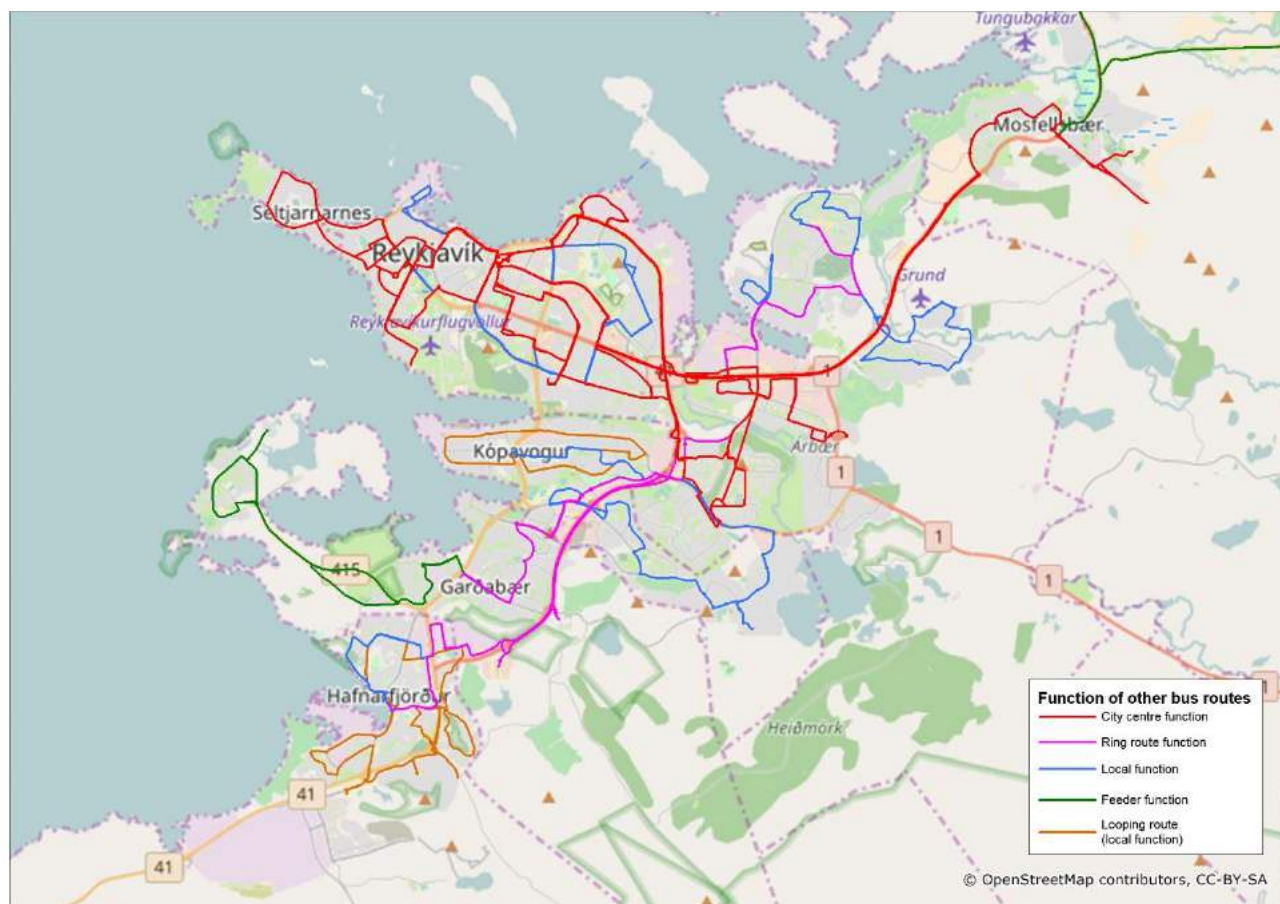 Tungubakkar
Mosfellsbær
Seltjarnarnes
Reykjavík
Grund
Reykjavíkurflugvöllur
1
Kópavogur
Árbær
1
1
415
1
Garðabær
1
Hafnarfjörður
Heiðmörk
41
41
Function of other bus routes
City centre function
Ring route function
Local function
Feeder function
Looping route
(local function)
© OpenStreetMap contributors, CC-BY-SA